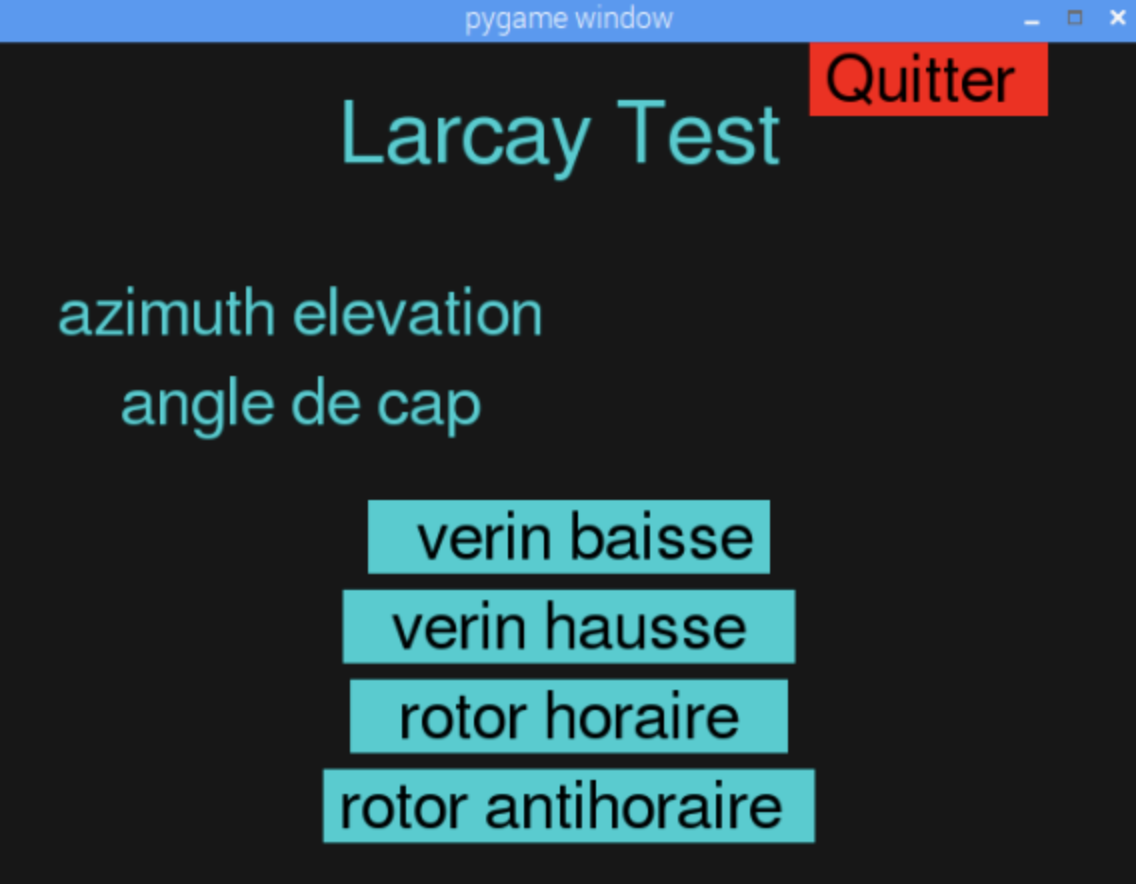 pygame window
Quitter
Larcay Test
azimuth elevation
angle de cap
verin baisse
verin hausse
rotor horaire
rotor antihoraire